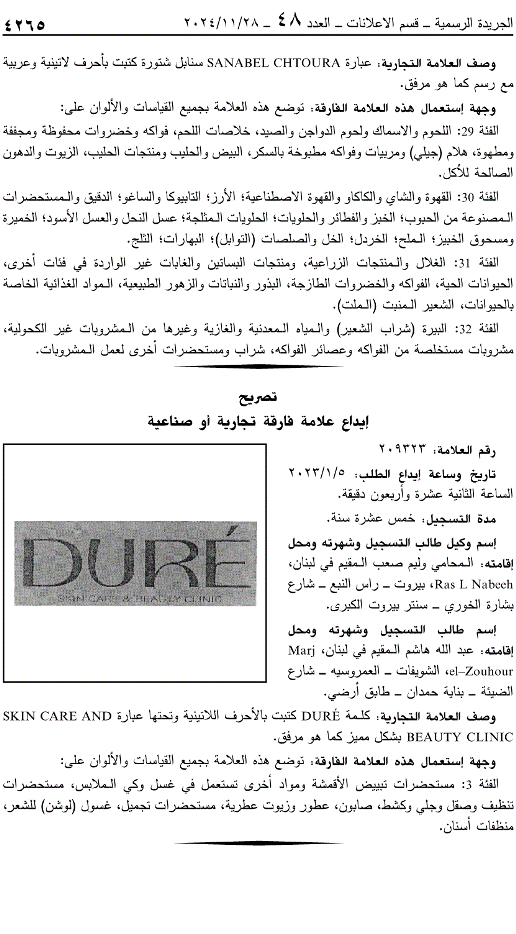 الجريدة الرسمية ــ قسم الاعلانات ــ العدد ٤٨ ــ ٢٠٢٤/١١/٢٨
٤٢٦٥
وصف العلامة التجارية: عبارة SANABEL CHTOURA سنابل شتورة كتبت بأحرف لاتينية وعربية
مع رسم كما هو مرفق.
وجهة إستعمال هذه العلامة الفارقة: توضع هذه العلامة بجميع القياسات والألوان على:
الفئة 29: اللحوم والاسماك ولحوم الدواجن والصيد، خلاصات اللحم، فواكه وخضروات محفوظة ومجففة
ومطهوة، هلام (جيلي) ومربيات وفواكه مطبوخة بالسكر، البيض والحليب ومنتجات الحليب، الزيوت والدهون
الصالحة للأكل.
الفئة 30: القهوة والشاي والكاكاو والقهوة الاصطناعية؛ الأرز؛ التابيوكا والساغو؛ الدقيق والمستحضرات
المصنوعة من الحبوب؛ الخبز والفطائر والحلويات؛ الحلويات المثلجة؛ عسل النحل والعسل الأسود؛ الخميرة
ومسحوق الخبيز؛ الملح؛ الخردل؛ الخل والصلصات (التوابل)؛ البهارات؛ الثلج.
الفئة 31: الغلال والمنتجات الزراعية، ومنتجات البساتين والغابات غير الواردة في فئات أخرى،
الحيوانات الحية، الفواكه والخضروات الطازجة، البذور والنباتات والزهور الطبيعية، المواد الغذائية الخاصة
بالحيوانات، الشعير المنبت (الملت).
الفئة 32: البيرة (شراب الشعير) والمياه المعدنية والغازية وغيرها من المشروبات غير الكحولية،
مشروبات مستخلصة من الفواكه وعصائر الفواكه، شراب ومستحضرات أخرى لعمل المشروبات.
تصريح
إيداع علامة فارقة تجارية أو صناعية
رقم العلامة: ٢٠٩٣٢٣
تاريخ وساعة إيداع الطلب: ٢٠٢٣/١/٥
الساعة الثانية عشرة وأربعون دقيقة.
مدة التسجيل: خمس عشرة سنة.
إسم وكيل طالب التسجيل وشهرته ومحل
إقامته: المحامي وليم صعب المقيم في لبنان،
Ras L Nabeeh، بيروت ــ راس النبع ــ شارع
بشارة الخوري ــ سنتر بيروت الكبرى.
إسم طالب التسجيل وشهرته ومحل
إقامته: عبد الله هاشم المقيم في لبنان، Marj
el–Zouhour، الشويفات ــ العمروسيه ــ شارع
الضيئة ــ بناية حمدان ــ طابق أرضي.
DURÉ
SKIN CARE & BEAUTY CLINIC
وصف العلامة التجارية: كلمة DURÉ كتبت بالأحرف اللاتينية وتحتها عبارة SKIN CARE AND
BEAUTY CLINIC بشكل مميز كما هو مرفق.
وجهة إستعمال هذه العلامة الفارقة: توضع هذه العلامة بجميع القياسات والألوان على:
الفئة 3: مستحضرات تبييض الأقمشة ومواد أخرى تستعمل في غسل وكي الملابس، مستحضرات
تنظيف وصقل وجلي وكشط، صابون، عطور وزيوت عطرية، مستحضرات تجميل، غسول (لوشن) للشعر،
منظفات أسنان.